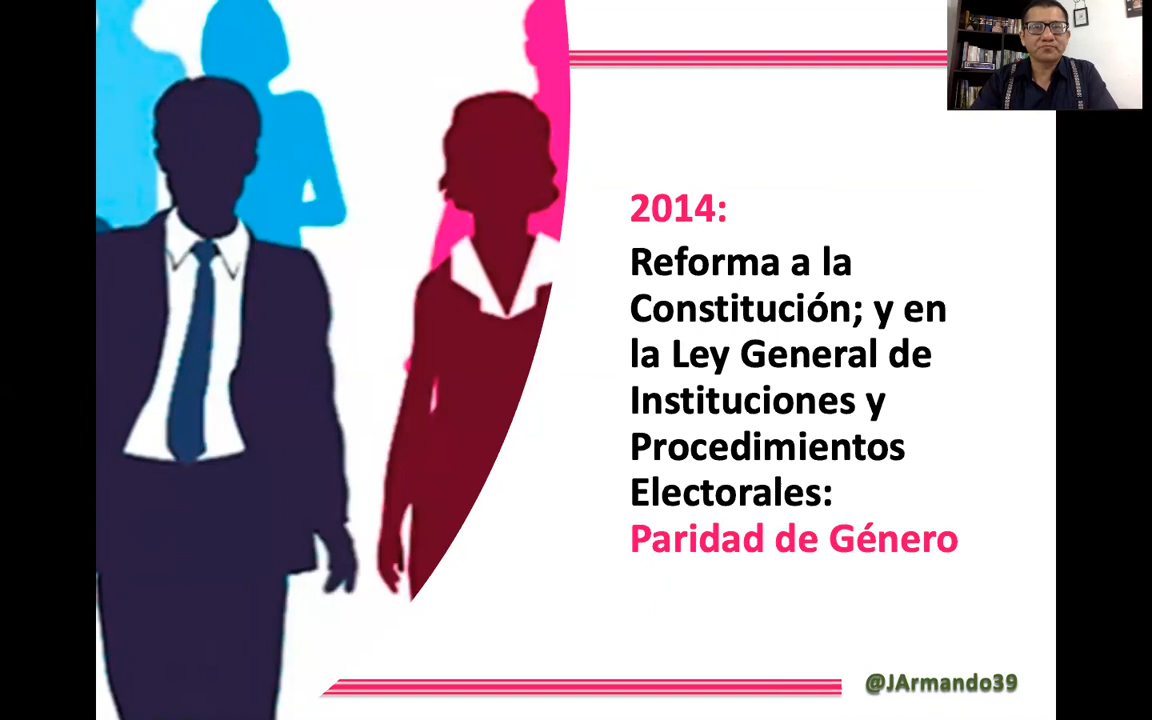 2014:
Reforma a la
Constitución; y en
la Ley General de
Instituciones y
Procedimientos
Electorales:
Paridad de Género
@JArmando39